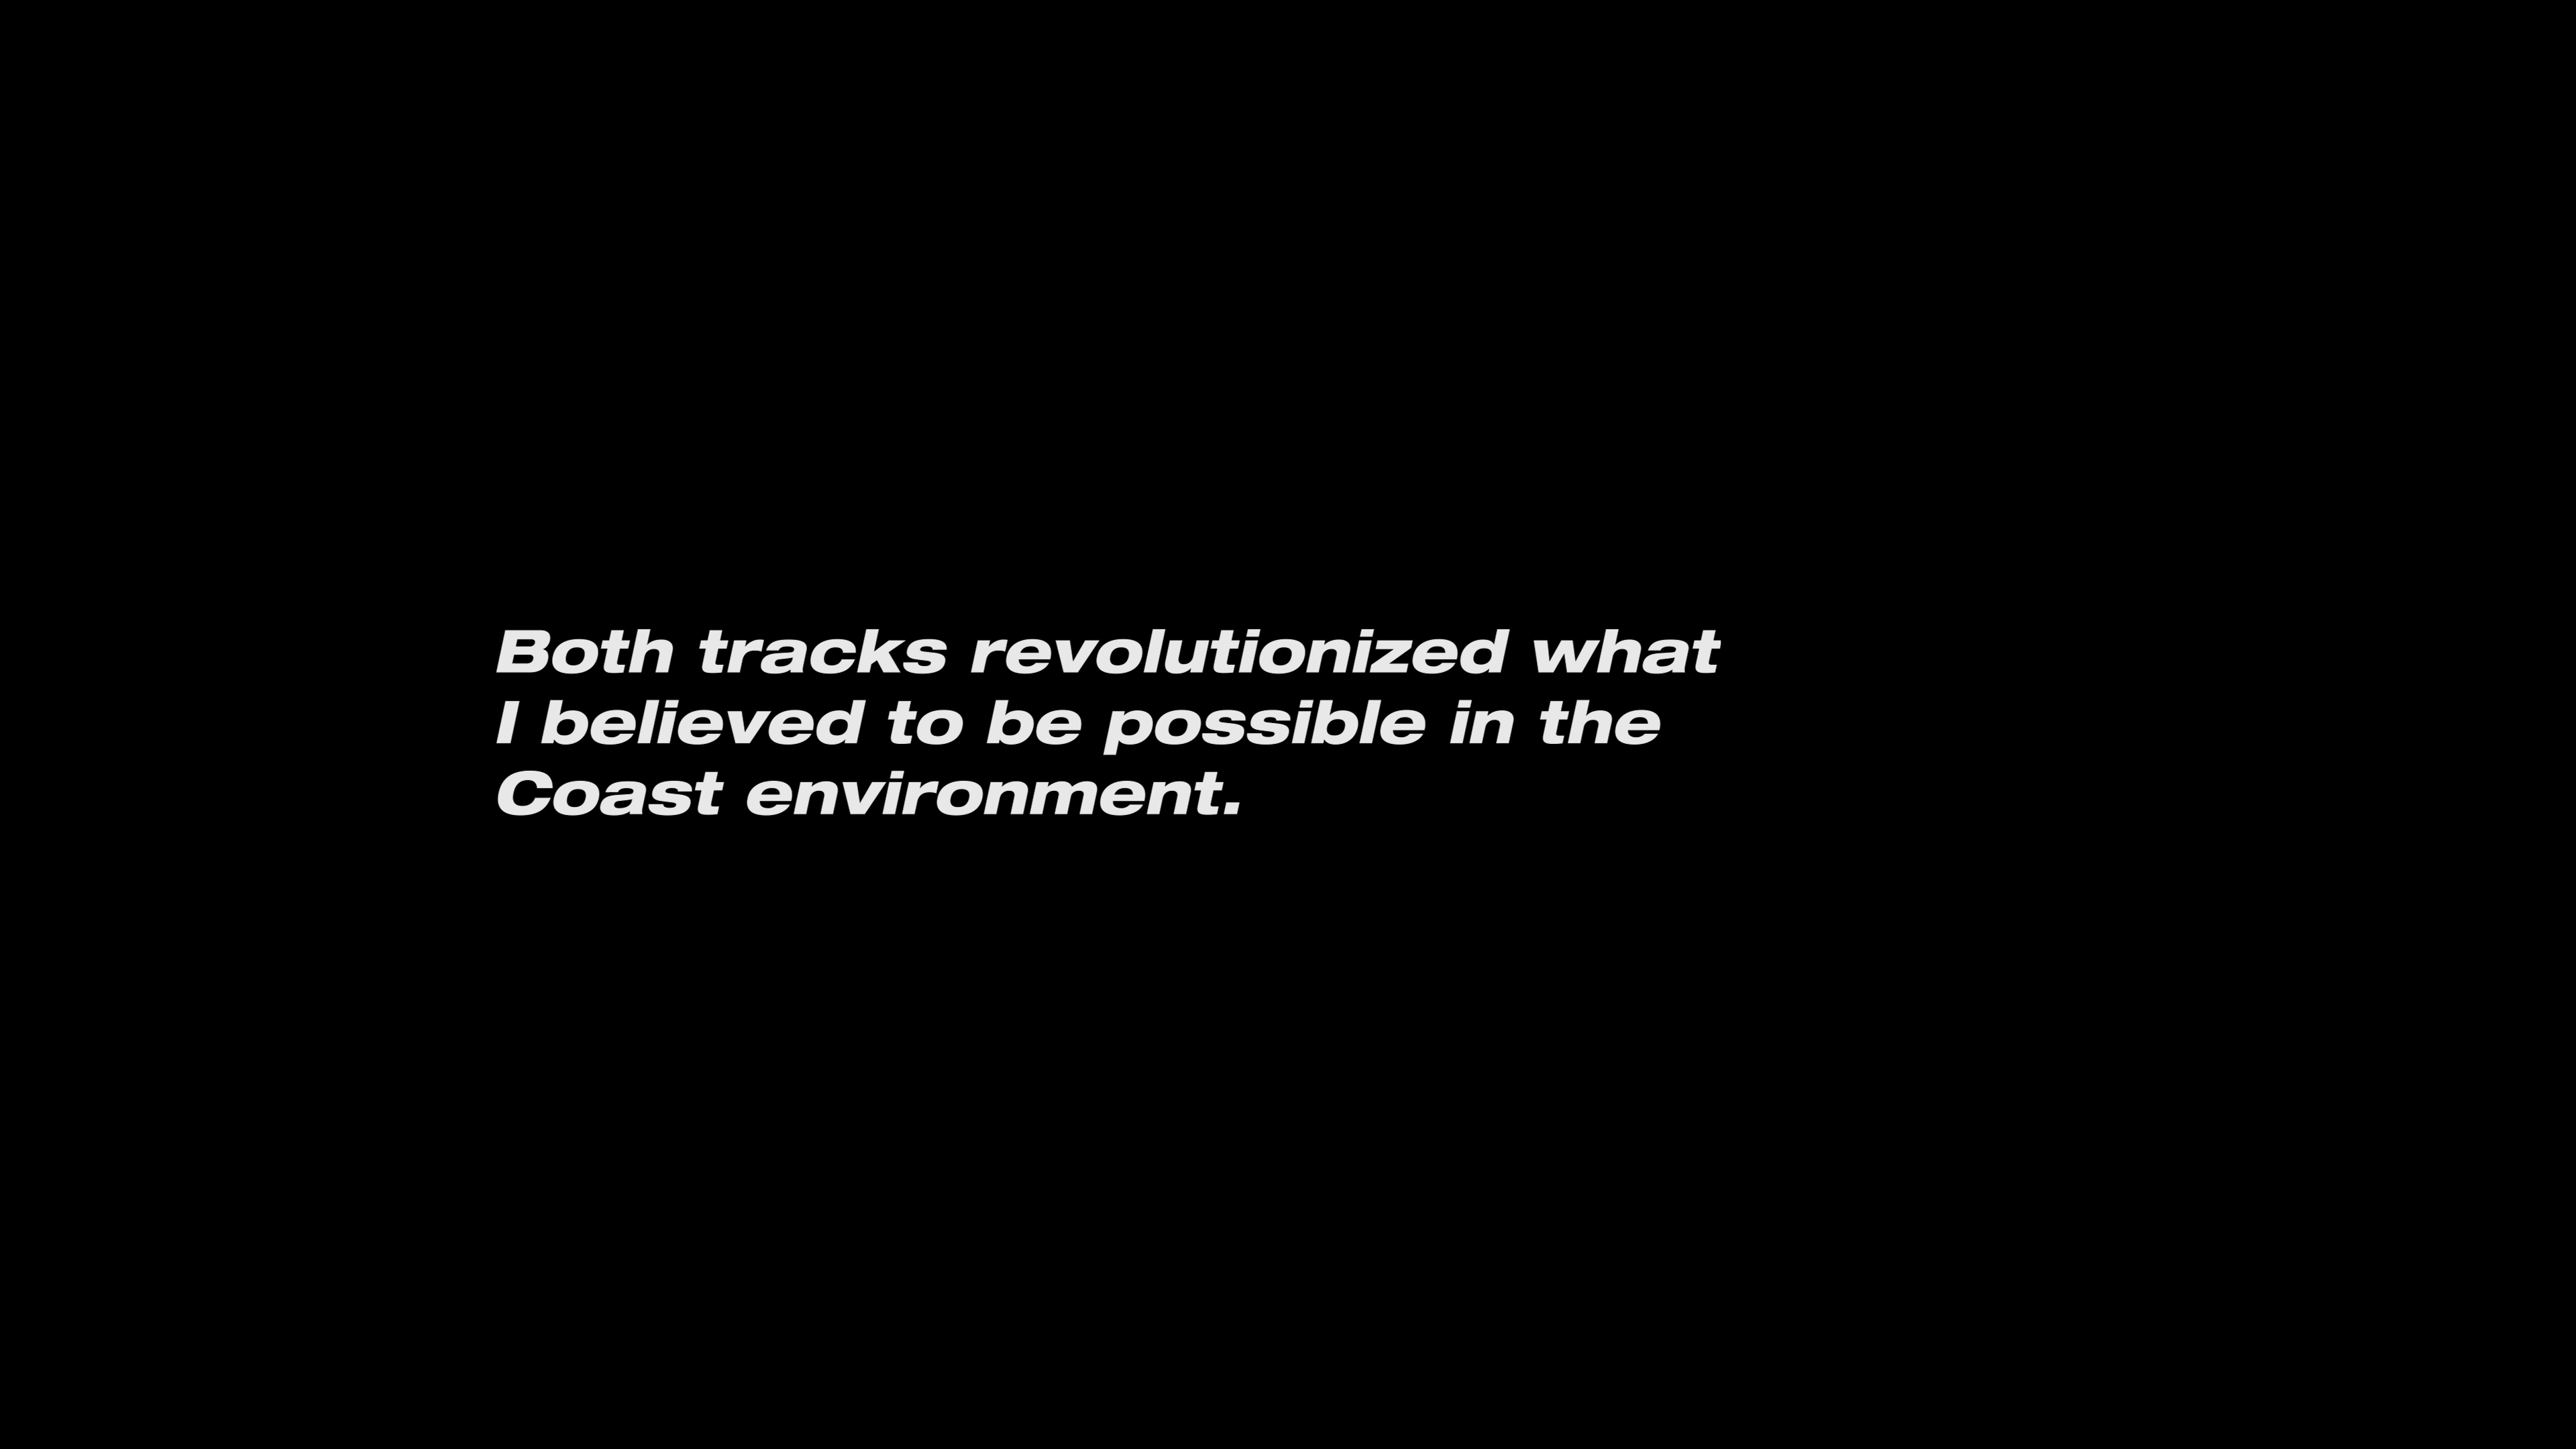 Both tracks revolutionized what
I believed to be possible in the
Coast environment.